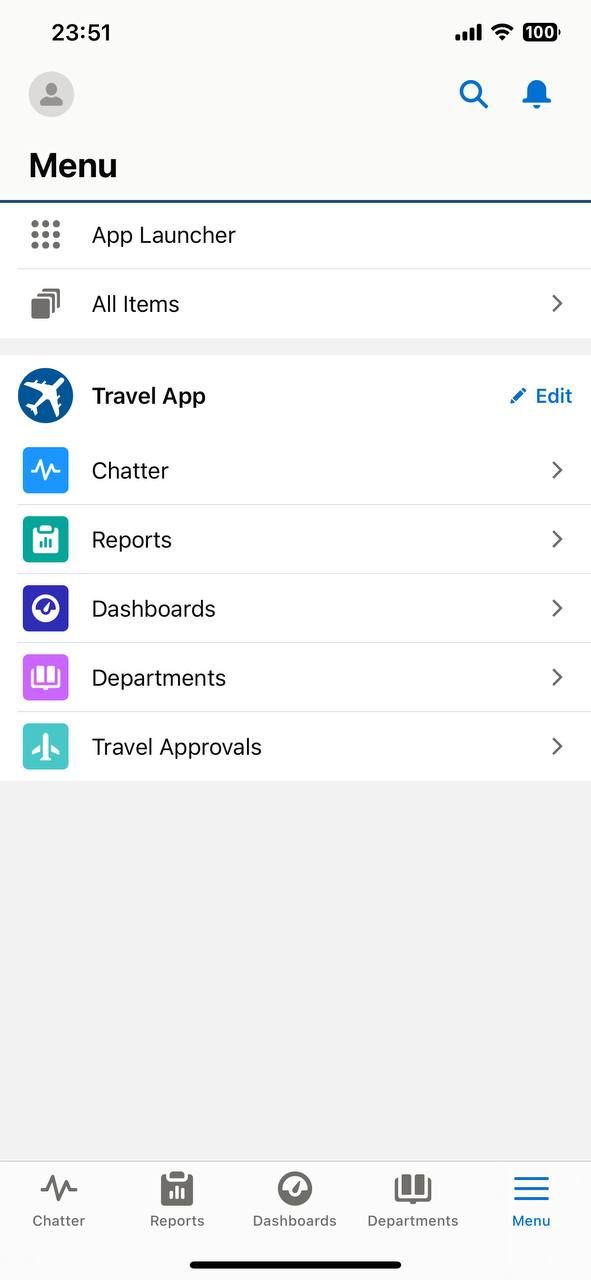 23:51
100
Menu
App Launcher
All Items
Travel App
Edit
Chatter
Reports
Dashboards
Departments
Travel Approvals
Chatter
Reports
Dashboards
Departments
Menu